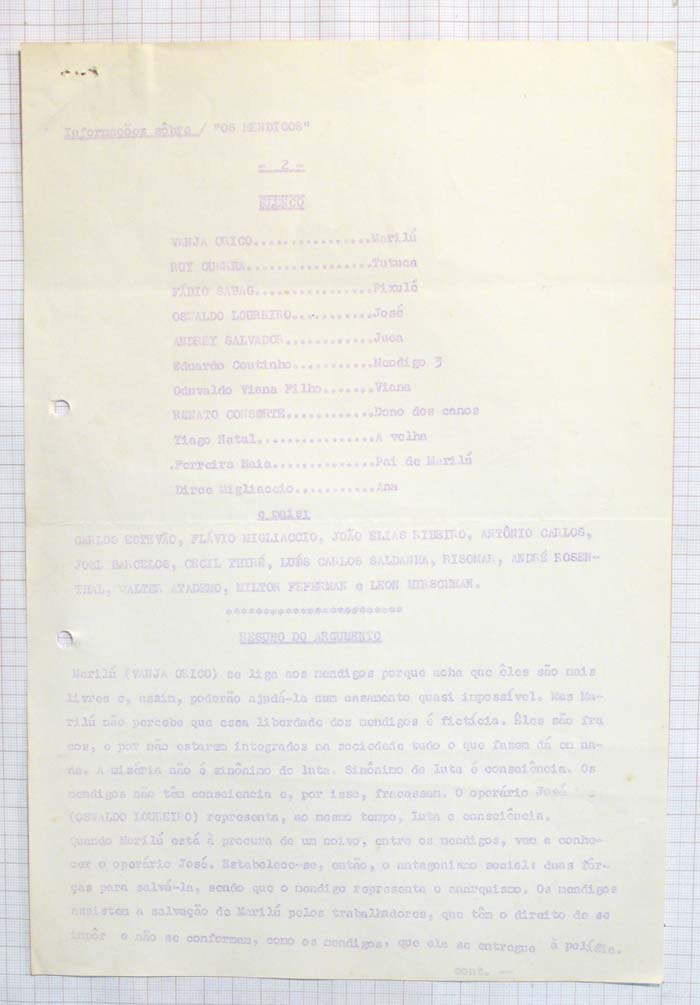 Informações sôbre / "OS MENDIGOS"
- 2 -
ELENCO
VANJA ORICO................Marilú
RUY GUERRA.................Tutuca
FÁBIO SABAG................Pixuló
OSWALDO LOUREIRO...........José
ANDREY SALVADOR............Juca
Eduardo Coutinho...........Mendigo 3
Oduvaldo Viana Filho.......Viana
RENATO CONSORTE............Dono dos canos
Tiago Natal................A velha
.Ferreira Maia..............Pai de Marilú
Dirce Migliaccio...........Ana
e mais:
CARLOS ESTEVÃO, FLÁVIO MIGLIACCIO, JOÃO ELIAS RIBEIRO, ANTÔNIO CARLOS,
JOEL BARCELOS, CECIL THIRÉ, LUÉS CARLOS SALDANHA, RISOMAR, ANDRÉ ROSEN-
THAL, WALTER ATADEMO, MILTON FEFERMAN e LEON HIRSCHMAN.
************************
RESUMO DO ARGUMENTO
Marilú (VANJA ORICO) se liga aos mendigos porque acha que êles são mais
livres e, assim, poderão ajudá-la num casamento quasi impossível. Mas Ma-
rilú não percebe que essa liberdade dos mendigos é fictícia. Êles são fra
cos, e por não estarem integrados na sociedade tudo o que fazem dá em na-
da. A miséria não é sinônimo de luta. Sinônimo de luta é consciência. Os
mendigos não têm consciencia e, por isso, fracassam. O operário José
(OSWALDO LOUREIRO) representa, ao mesmo tempo, luta e consciência.
Quando Marilú está à procura de um noivo, entre os mendigos, vem a conhe-
cer o operário José. Estabelece-se, então, o antagonismo social: duas fôr-
ças para salvá-la, sendo que o mendigo representa o anarquismo. Os mendigos
assistem a salvação de Marilú pelos trabalhadores, que têm o direito de se
impôr e não se conformam, como os mendigos, que ela se entregue à polícia.
cont. —